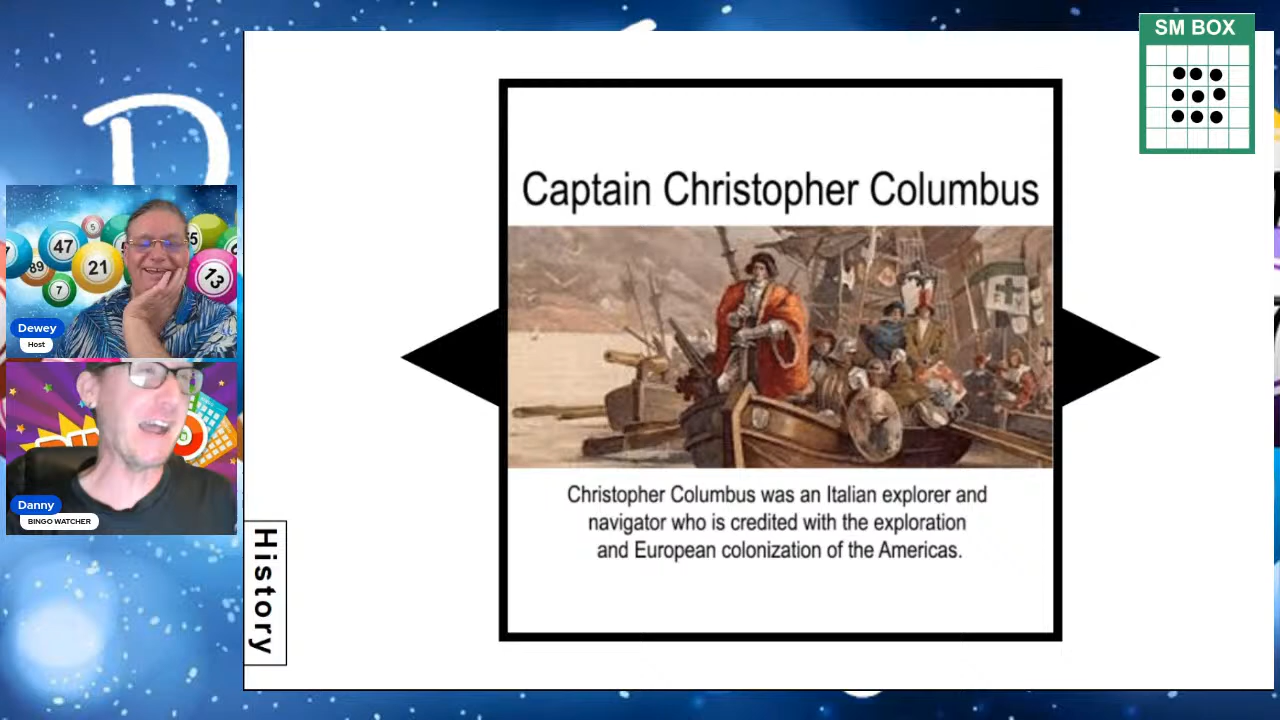 SM BOX
D
Captain Christopher Columbus
47
5
89
21
7
13
Dewey
Host
Christopher Columbus was an Italian explorer and
navigator who is credited with the exploration
and European colonization of the Americas.
Danny
BINGO WATCHER
History